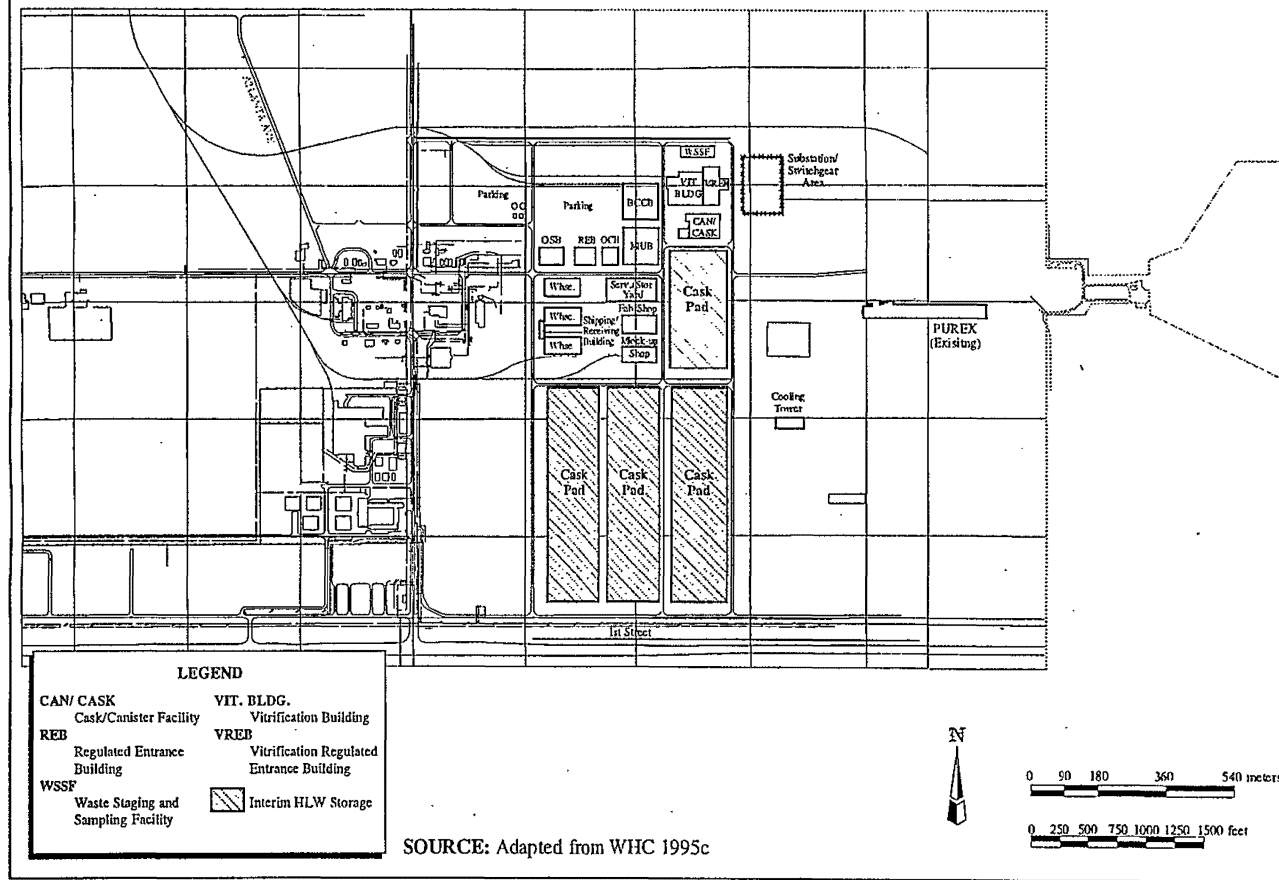 ATLANTA AVE.
WSSF
Substation/
Switchgear
Area
VIT
BLDG
VREB
Parking
Parking
BCCB
CAN/
CASK
OSB
REB
OCB
MUB
Whse.
Serv./Stor
Yard
Cask
Pad
Whse.
Shipping/
Receiving
Building
Fab Shop
Whse
Mock-up
Shop
PUREX
(Exisitng)
Cooling
Tower
Cask
Pad
Cask
Pad
Cask
Pad
1st Street
LEGEND
CAN/ CASK
Cask/Canister Facility
REB
Regulated Entrance
Building
WSSF
Waste Staging and
Sampling Facility
VIT. BLDG.
Vitrification Building
VREB
Vitrification Regulated
Entrance Building
Interim HLW Storage
SOURCE: Adapted from WHC 1995c
N
0 90 180 360 540 meters
0 250 500 750 1000 1250 1500 feet